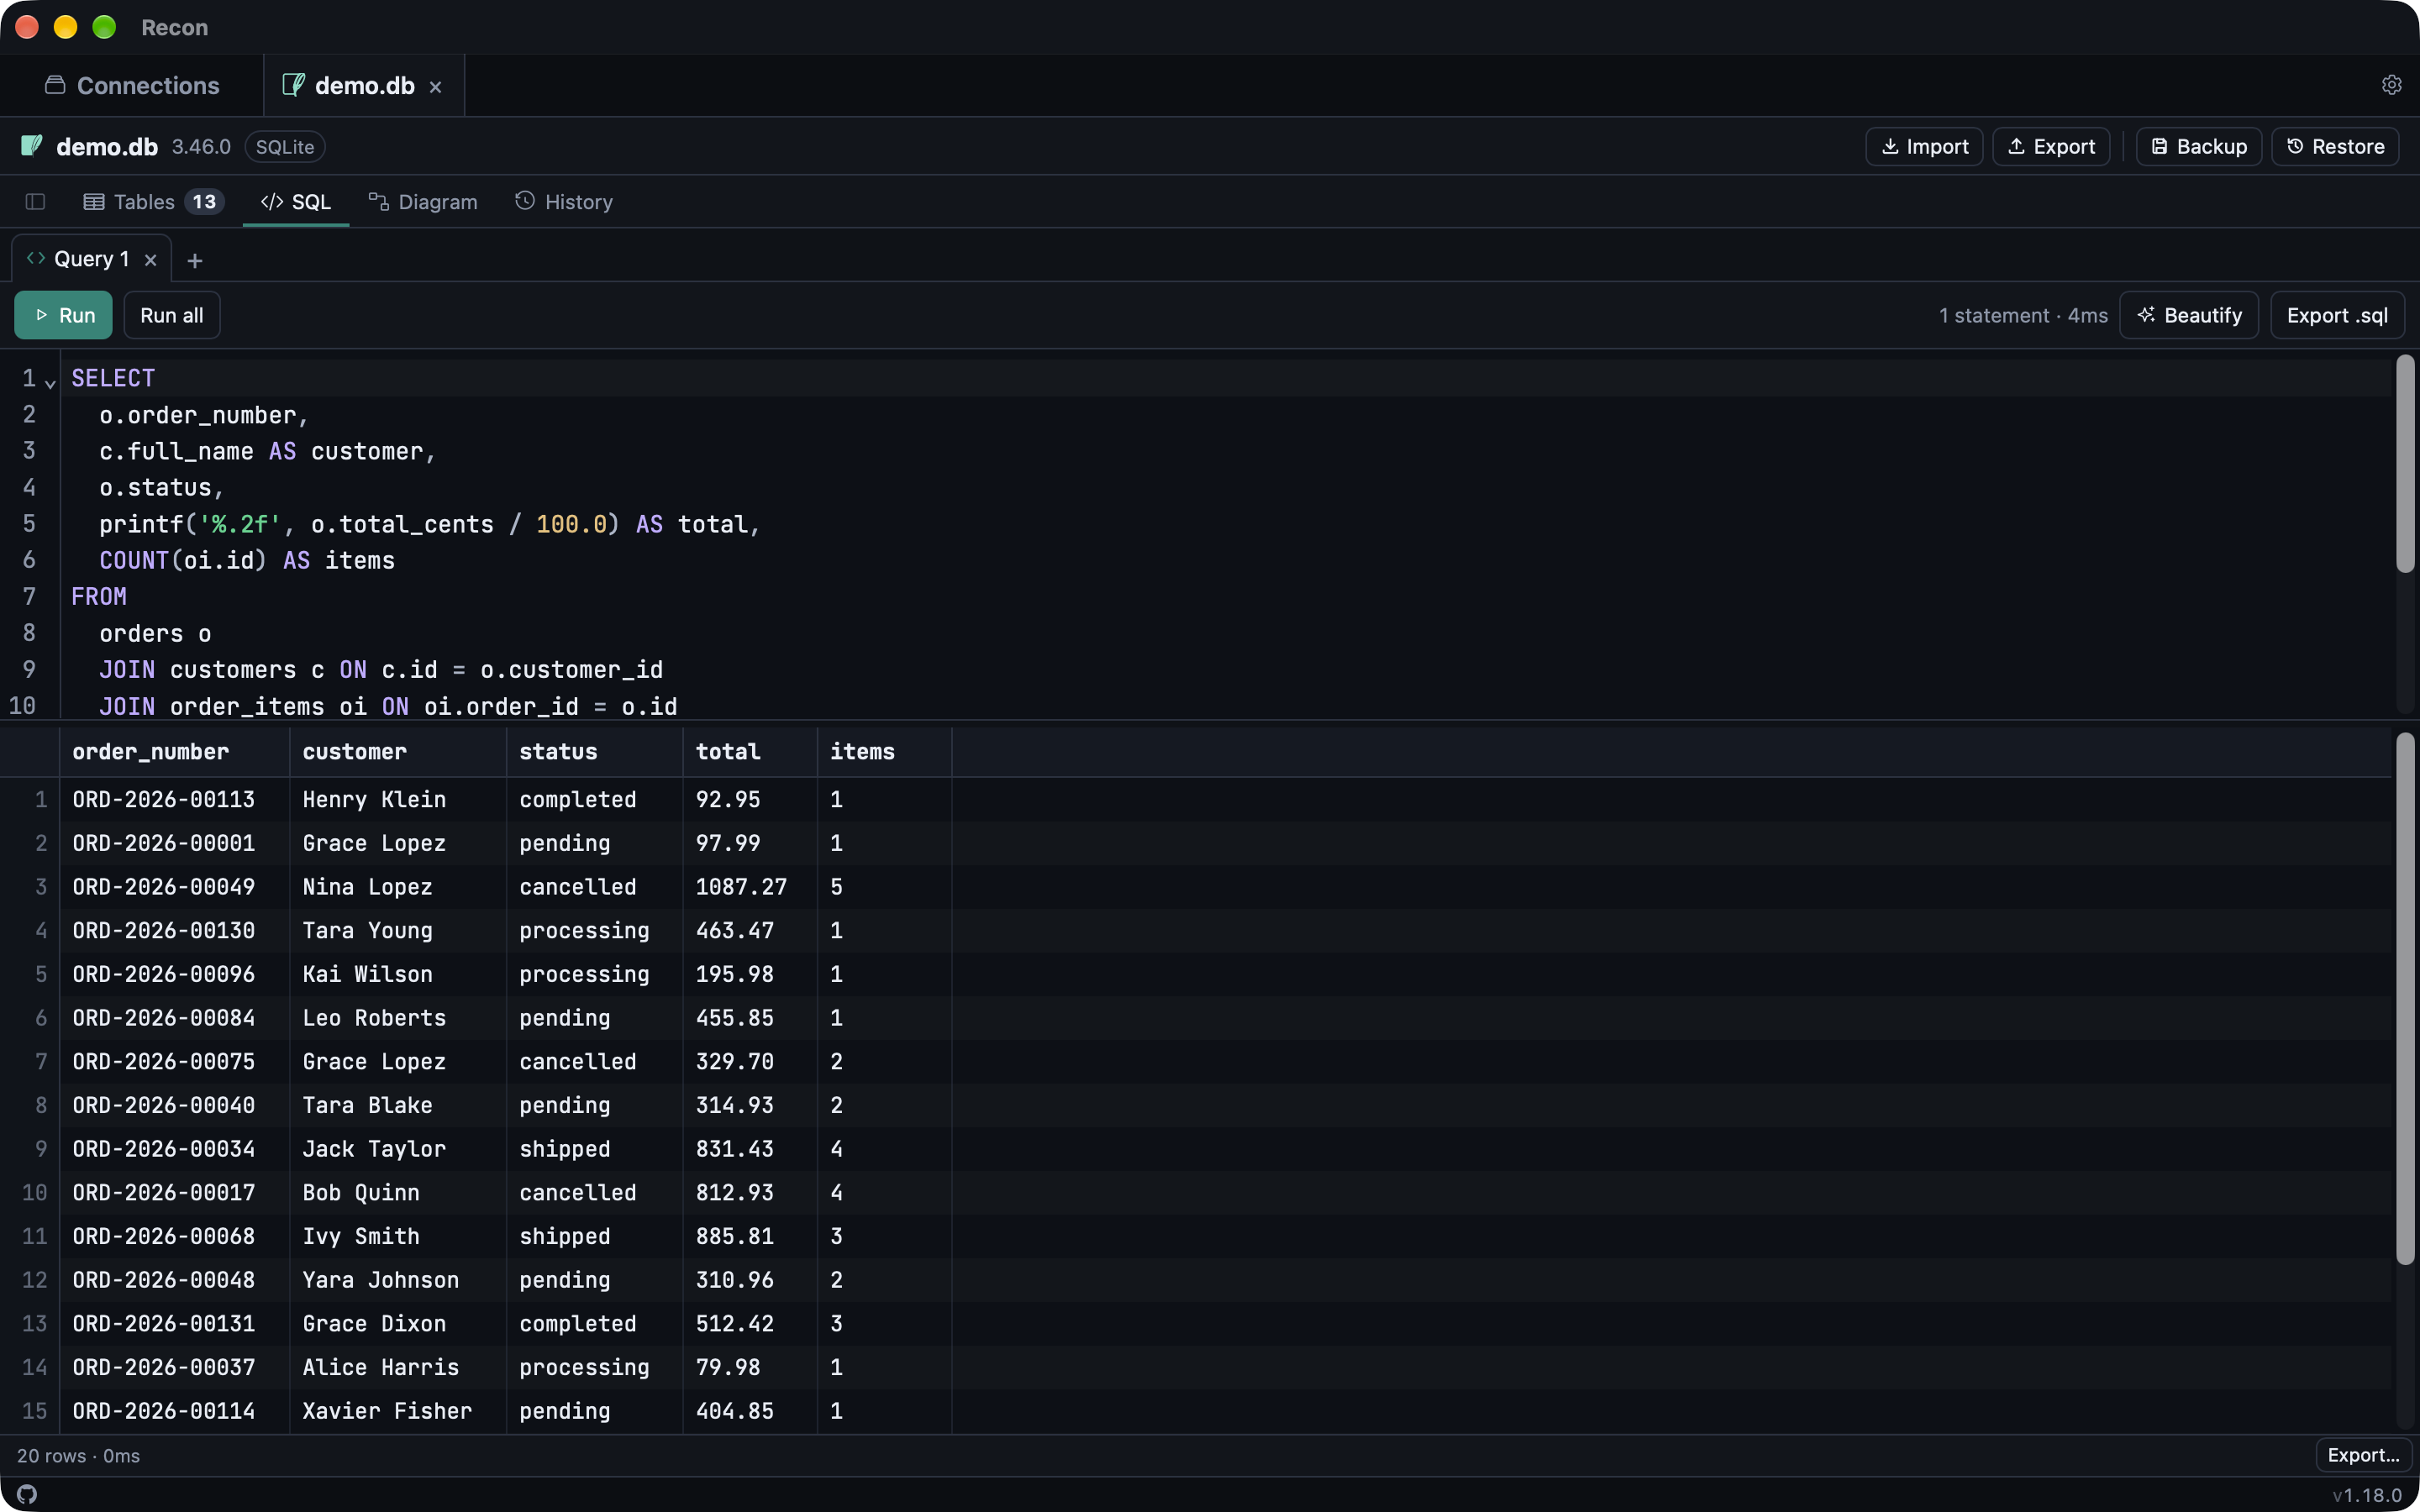 Recon
Connections demo.db ×
demo.db 3.46.0 SQLite Import Export Backup Restore
Tables 13 SQL Diagram History
Query 1 × +
Run Run all 1 statement · 4ms Beautify Export .sql
1 SELECT
2 o.order_number,
3 c.full_name AS customer,
4 o.status,
5 printf('%.2f', o.total_cents / 100.0) AS total,
6 COUNT(oi.id) AS items
7 FROM
8 orders o
9 JOIN customers c ON c.id = o.customer_id
10 JOIN order_items oi ON oi.order_id = o.id
order_number customer status total items
1 ORD-2026-00113 Henry Klein completed 92.95 1
2 ORD-2026-00001 Grace Lopez pending 97.99 1
3 ORD-2026-00049 Nina Lopez cancelled 1087.27 5
4 ORD-2026-00130 Tara Young processing 463.47 1
5 ORD-2026-00096 Kai Wilson processing 195.98 1
6 ORD-2026-00084 Leo Roberts pending 455.85 1
7 ORD-2026-00075 Grace Lopez cancelled 329.70 2
8 ORD-2026-00040 Tara Blake pending 314.93 2
9 ORD-2026-00034 Jack Taylor shipped 831.43 4
10 ORD-2026-00017 Bob Quinn cancelled 812.93 4
11 ORD-2026-00068 Ivy Smith shipped 885.81 3
12 ORD-2026-00048 Yara Johnson pending 310.96 2
13 ORD-2026-00131 Grace Dixon completed 512.42 3
14 ORD-2026-00037 Alice Harris processing 79.98 1
15 ORD-2026-00114 Xavier Fisher pending 404.85 1
20 rows · 0ms Export...
v1.18.0